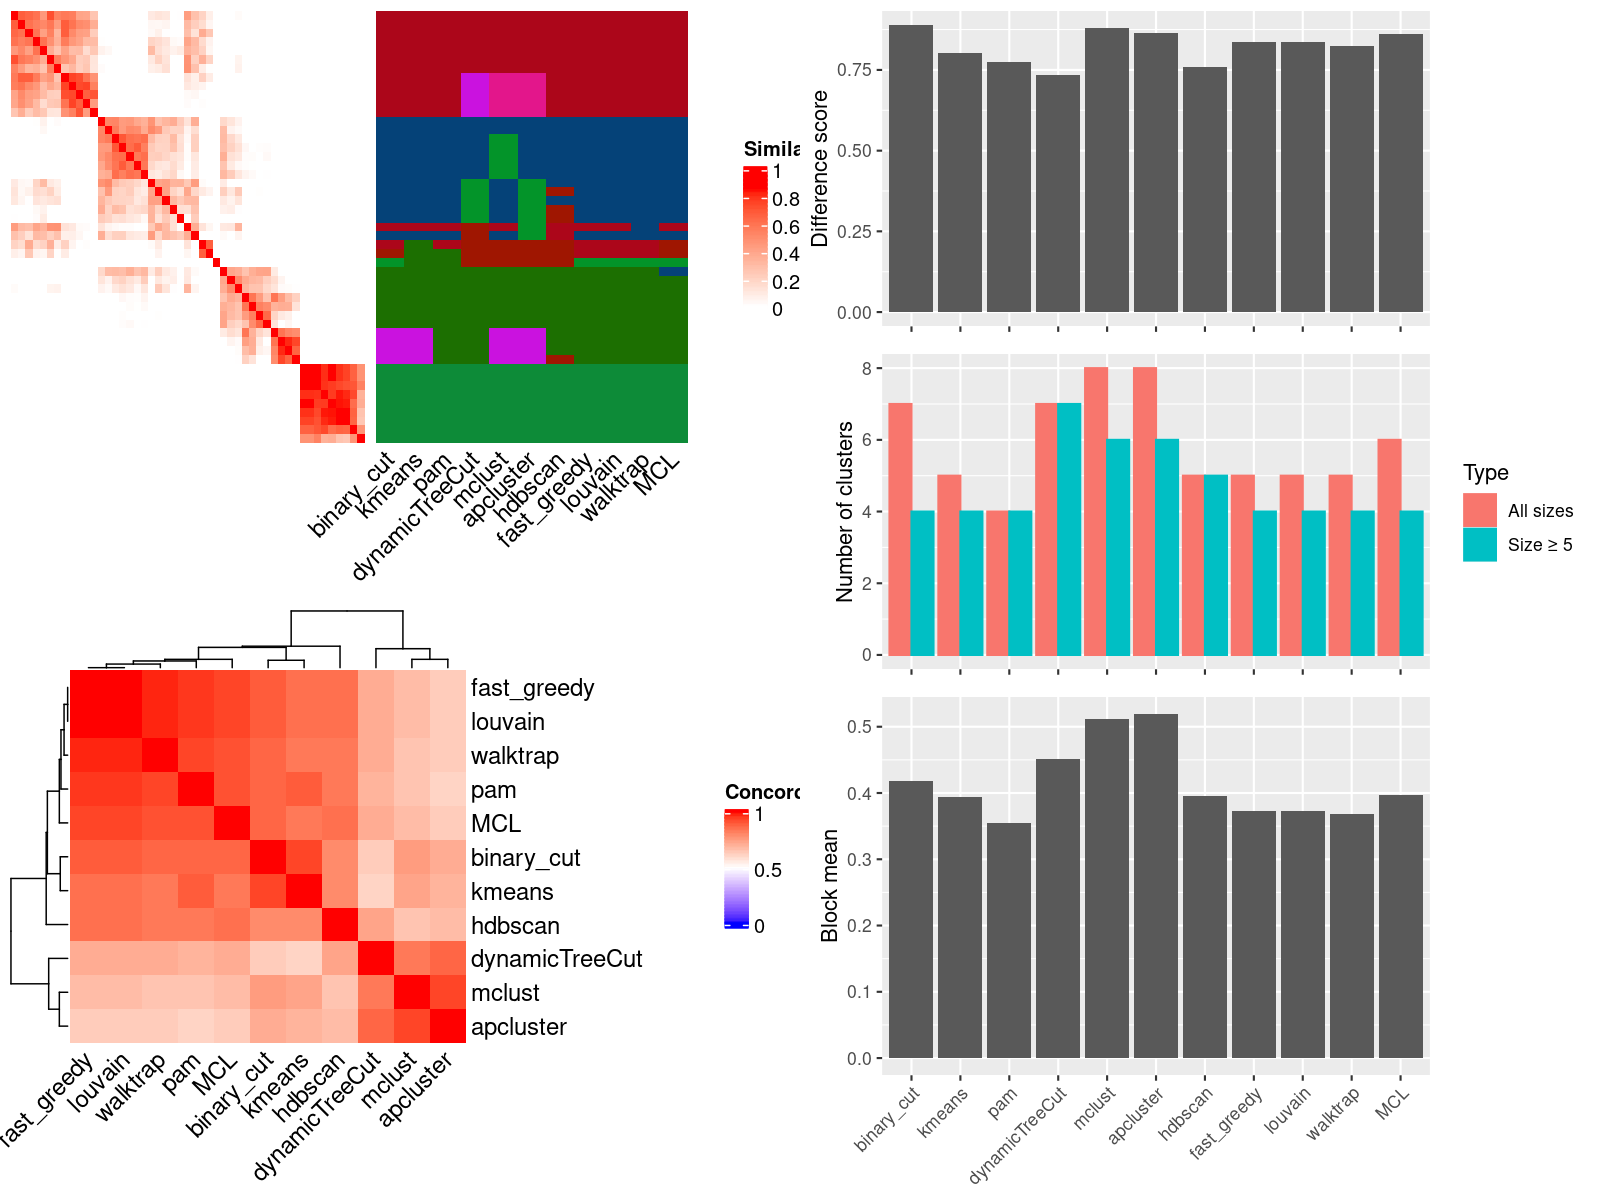 Simila
1
0.8
0.6
0.4
0.2
0
binary_cut
kmeans
pam
dynamicTreeCut
mclust
apcluster
hdbscan
fast_greedy
louvain
walktrap
MCL
Difference score
0.75
0.50
0.25
0.00
Number of clusters
8
6
4
2
0
Type
All sizes
Size ≥ 5
fast_greedy
louvain
walktrap
pam
MCL
binary_cut
kmeans
hdbscan
dynamicTreeCut
mclust
apcluster
fast_greedy
louvain
walktrap
pam
MCL
binary_cut
kmeans
hdbscan
dynamicTreeCut
mclust
apcluster
Concord
1
0.5
0
Block mean
0.5
0.4
0.3
0.2
0.1
0.0
binary_cut
kmeans
pam
dynamicTreeCut
mclust
apcluster
hdbscan
fast_greedy
louvain
walktrap
MCL